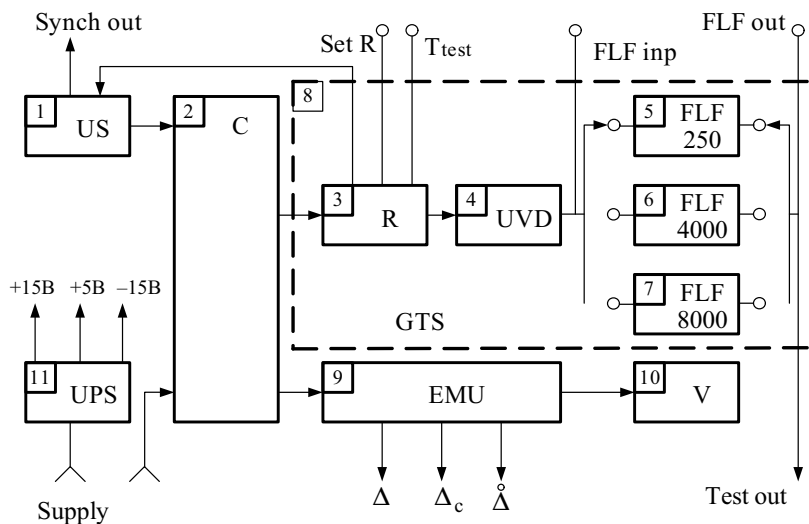 Synch out
Set R
T test
FLF inp
FLF out
1
US
2
C
8
5
FLF
250
3
R
4
UVD
6
FLF
4000
+15B
+5B
–15B
7
FLF
8000
GTS
11
UPS
9
EMU
10
V
Supply
Δ
Δc
Δ̊
Test out